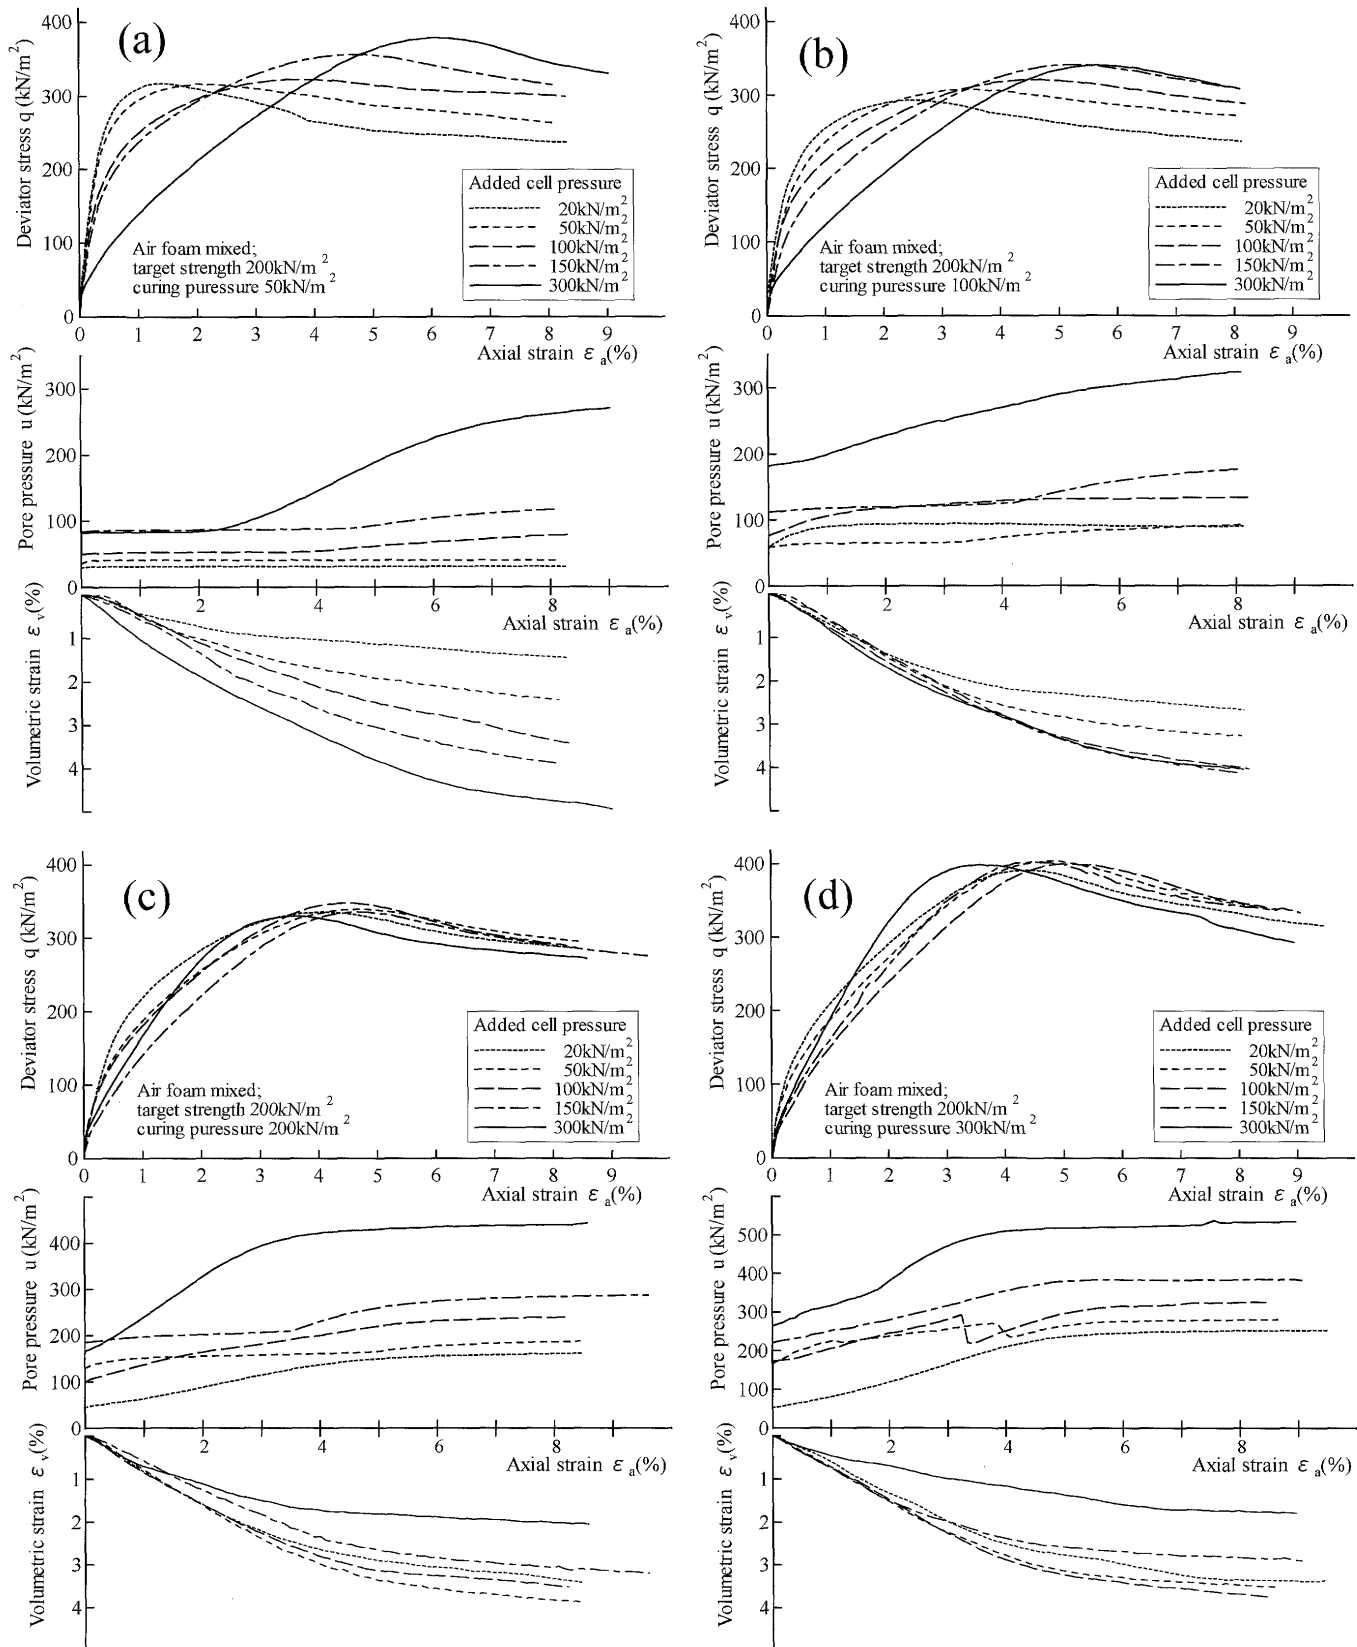 (a)
Deviator stress q (kN/m2)
400
300
200
100
0
Air foam mixed;
target strength 200kN/m2
curing puressure 50kN/m2
Added cell pressure
20kN/m2
50kN/m2
100kN/m2
150kN/m2
300kN/m2
0 1 2 3 4 5 6 7 8 9
Axial strain ε a(%)
Pore pressure u (kN/m2)
300
200
100
0
2 4 6 8
Axial strain ε a(%)
Volumetric strain ε v(%)
1
2
3
4
(b)
Deviator stress q (kN/m2)
400
300
200
100
0
Air foam mixed;
target strength 200kN/m2
curing puressure 100kN/m2
Added cell pressure
20kN/m2
50kN/m2
100kN/m2
150kN/m2
300kN/m2
0 1 2 3 4 5 6 7 8 9
Axial strain ε a(%)
Pore pressure u (kN/m2)
300
200
100
0
2 4 6 8
Axial strain ε a(%)
Volumetric strain ε v(%)
1
2
3
4
(c)
Deviator stress q (kN/m2)
400
300
200
100
0
Air foam mixed;
target strength 200kN/m2
curing puressure 200kN/m2
Added cell pressure
20kN/m2
50kN/m2
100kN/m2
150kN/m2
300kN/m2
0 1 2 3 4 5 6 7 8 9
Axial strain ε a(%)
Pore pressure u (kN/m2)
400
300
200
100
0
2 4 6 8
Axial strain ε a(%)
Volumetric strain ε v(%)
1
2
3
4
(d)
Deviator stress q (kN/m2)
400
300
200
100
0
Air foam mixed;
target strength 200kN/m2
curing puressure 300kN/m2
Added cell pressure
20kN/m2
50kN/m2
100kN/m2
150kN/m2
300kN/m2
0 1 2 3 4 5 6 7 8 9
Axial strain ε a(%)
Pore pressure u (kN/m2)
500
400
300
200
100
0
2 4 6 8
Axial strain ε a(%)
Volumetric strain ε v(%)
1
2
3
4